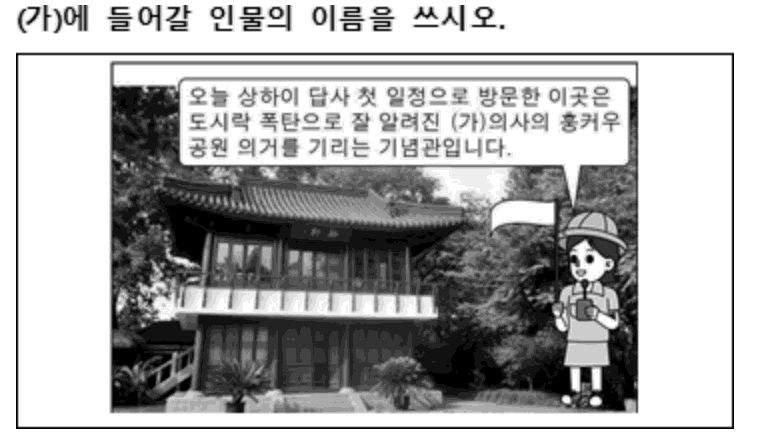 (가)에 들어갈 인물의 이름을 쓰시오.
오늘 상하이 답사 첫 일정으로 방문한 이곳은
도시락 폭탄으로 잘 알려진 (가)의사의 훙커우
공원 의거를 기리는 기념관입니다.